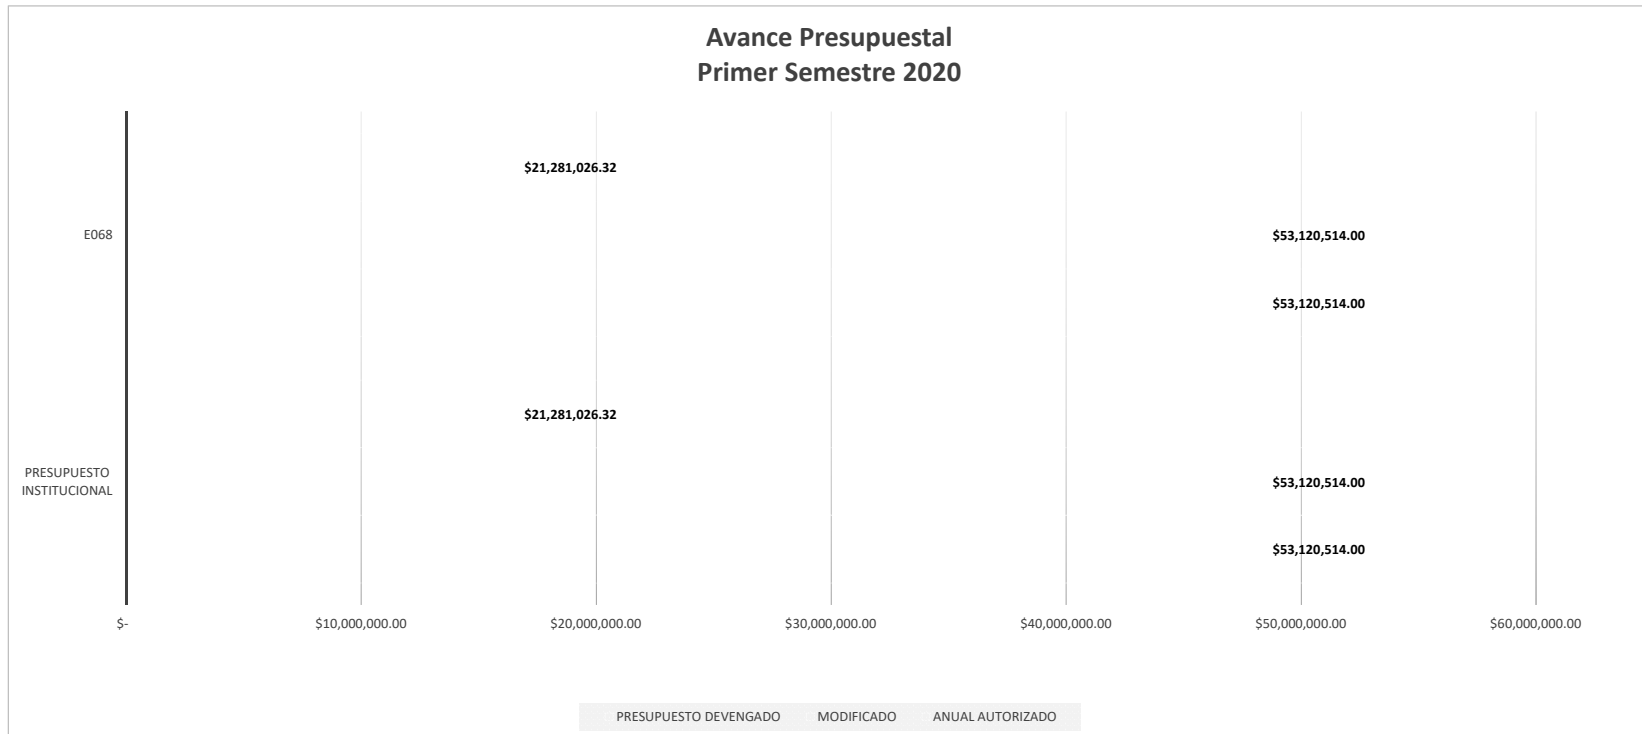 Avance Presupuestal
Primer Semestre 2020
$21,281,026.32
E068
$53,120,514.00
$53,120,514.00
$21,281,026.32
PRESUPUESTO
INSTITUCIONAL
$53,120,514.00
$53,120,514.00
$- $10,000,000.00 $20,000,000.00 $30,000,000.00 $40,000,000.00 $50,000,000.00 $60,000,000.00
PRESUPUESTO DEVENGADO MODIFICADO ANUAL AUTORIZADO